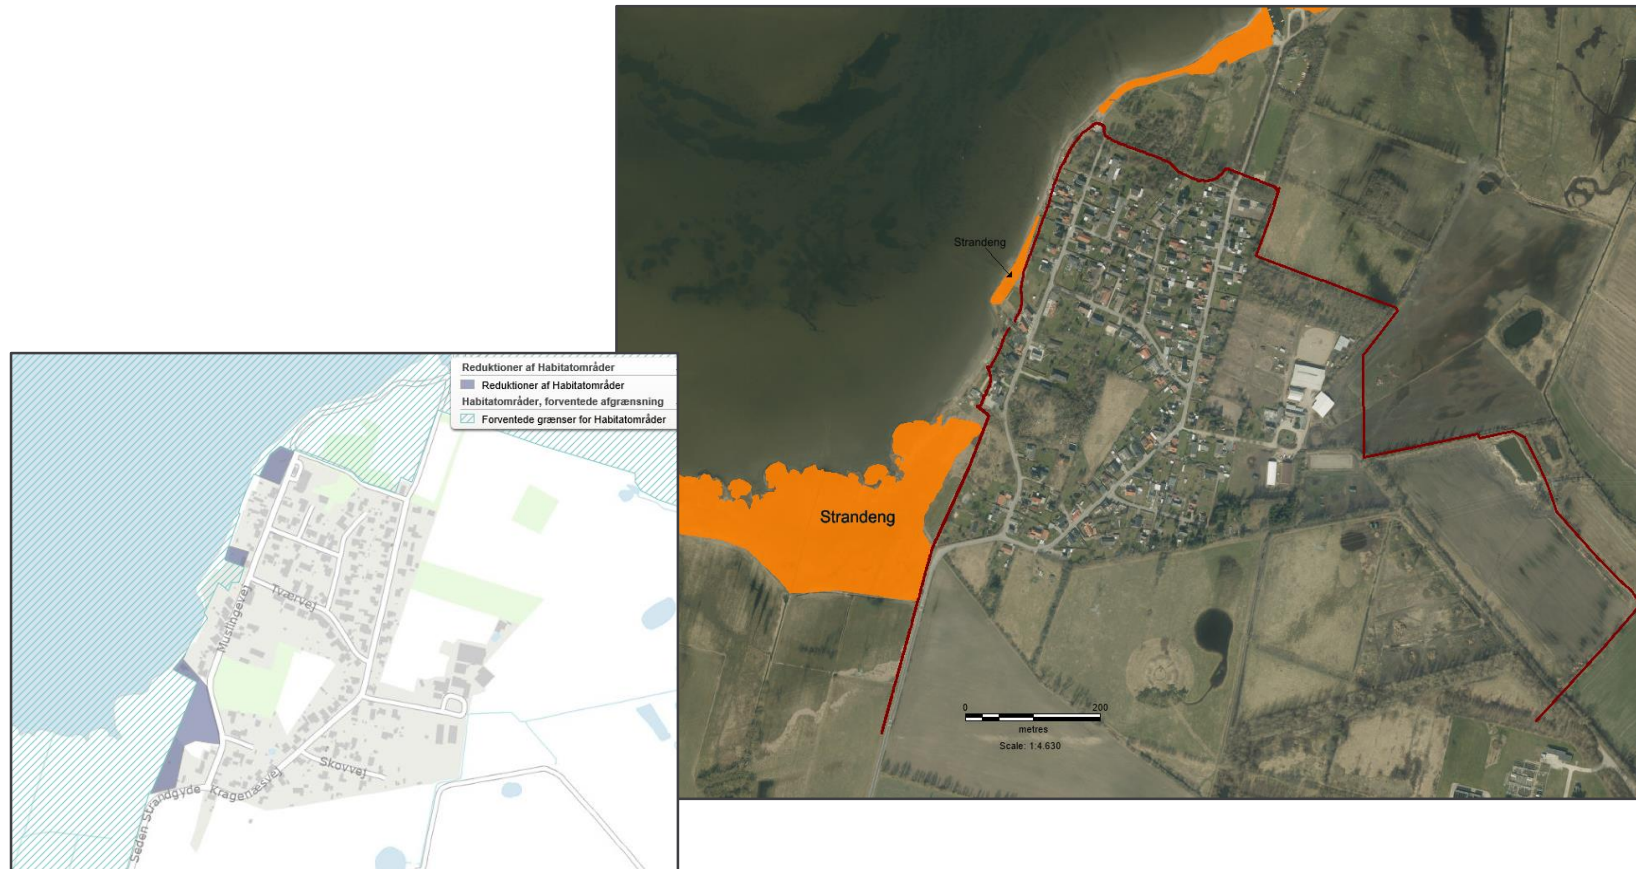 Strandeng
Strandeng
0 200
metres
Scale: 1:4.630
Reduktioner af Habitatområder
Reduktioner af Habitatområder
Habitatområder, forventede afgrænsning
Forventede grænser for Habitatområder
Tværvej
Muslingevej
Skovvej
Kragenæsvej
Seden Strandgyde